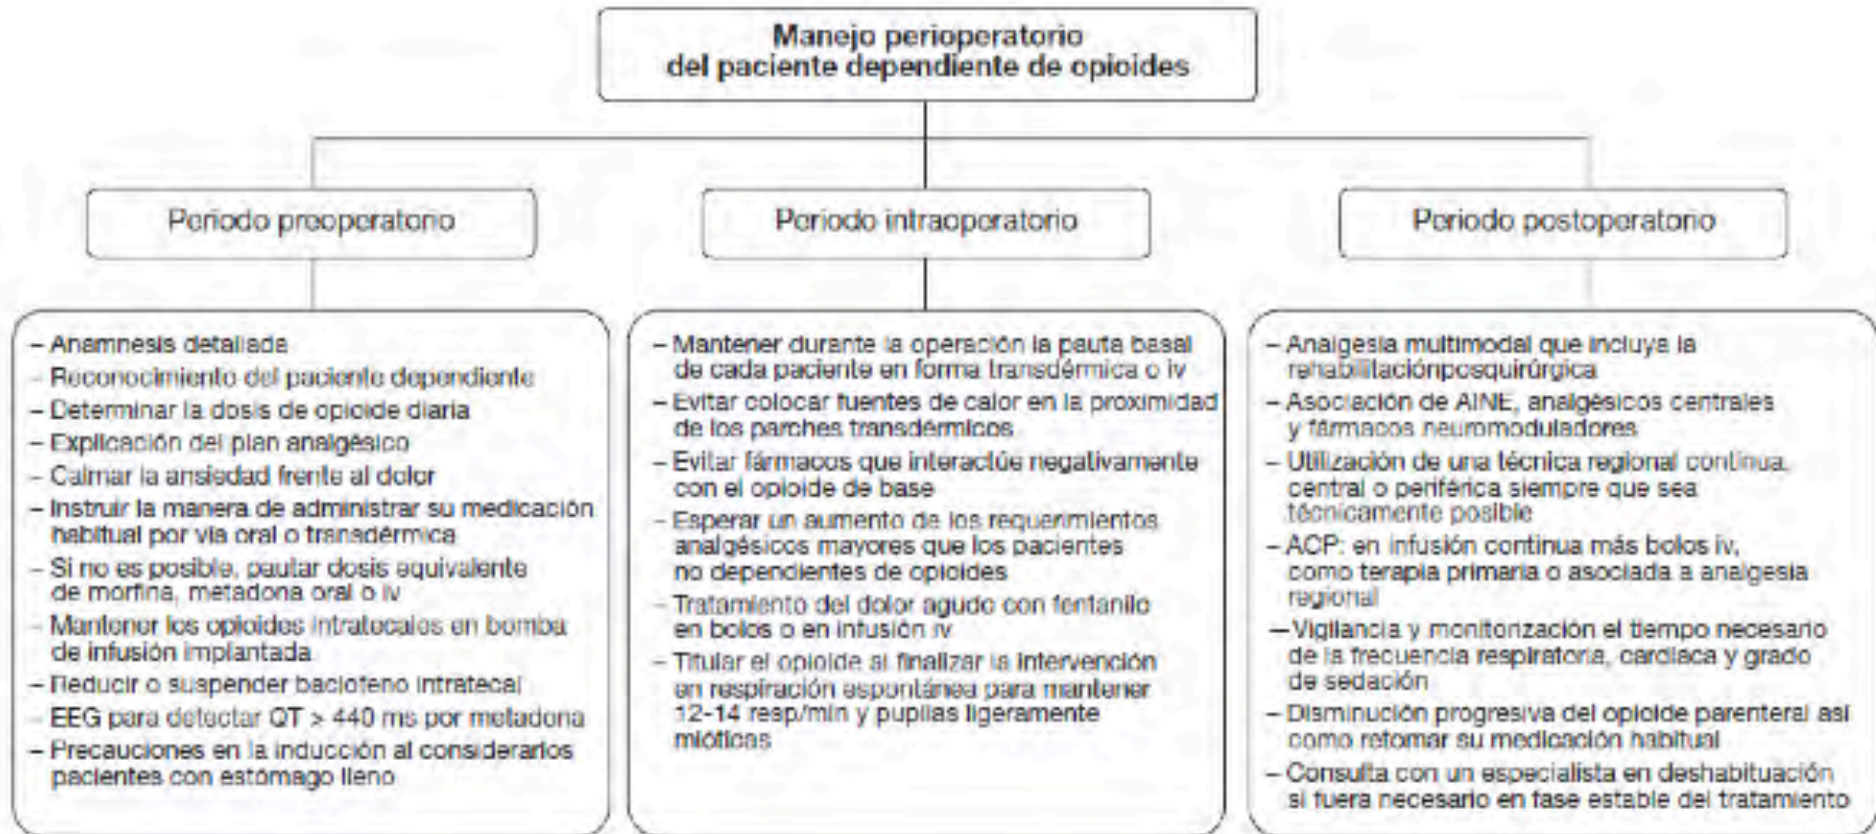 Manejo perioperatorio
del paciente dependiente de opioides
Periodo preoperatorio
– Anamnesis detallada
– Reconocimiento del paciente dependiente
– Determinar la dosis de opioide diaria
– Explicación del plan analgésico
– Calmar la ansiedad frente al dolor
– Instruir la manera de administrar su medicación
habitual por vía oral o transdérmica
– Si no es posible, pautar dosis equivalente
de morfina, metadona oral o iv
– Mantener los opioides intratecales en bomba
de infusión implantada
– Reducir o suspender baclofeno intratecal
– EEG para detectar QT > 440 ms por metadona
– Precauciones en la inducción al considerarlos
pacientes con estómago lleno
Periodo intraoperatorio
– Mantener durante la operación la pauta basal
de cada paciente en forma transdérmica o iv
– Evitar colocar fuentes de calor en la proximidad
de los parches transdérmicos
– Evitar fármacos que interactúe negativamente
con el opioide de base
– Esperar un aumento de los requerimientos
analgésicos mayores que los pacientes
no dependientes de opioides
– Tratamiento del dolor agudo con fentanilo
en bolos o en infusión iv
– Titular el opioide al finalizar la intervención
en respiración espontánea para mantener
12-14 resp/min y pupilas ligeramente
mióticas
Periodo postoperatorio
– Analgesia multimodal que incluya la
rehabilitaciónposquirúrgica
– Asociación de AINE, analgésicos centrales
y fármacos neuromoduladores
– Utilización de una técnica regional continua,
central o periférica siempre que sea
técnicamente posible
– ACP: en infusión continua más bolos iv,
como terapia primaria o asociada a analgesia
regional
– Vigilancia y monitorización el tiempo necesario
de la frecuencia respiratoria, cardiaca y grado
de sedación
– Disminución progresiva del opioide parenteral así
como retomar su medicación habitual
– Consulta con un especialista en deshabituación
si fuera necesario en fase estable del tratamiento